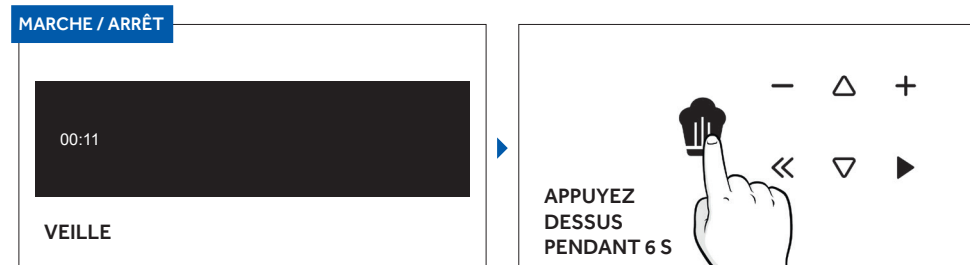 MARCHE / ARRÊT
00:11
VEILLE
APPUYEZ
DESSUS
PENDANT 6 S